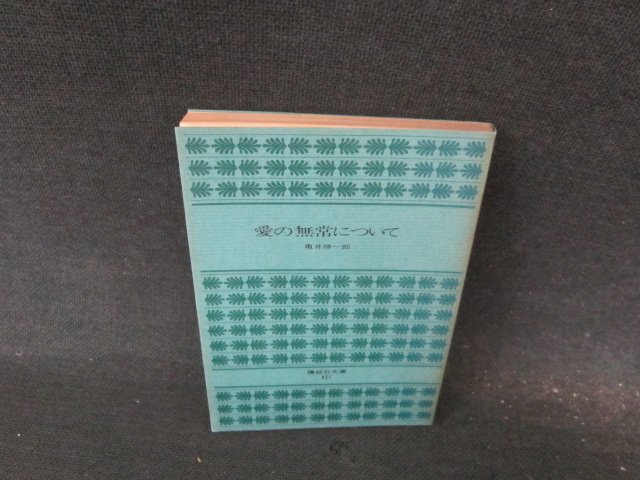 愛の無常について
亀井勝一郎
講談社文庫